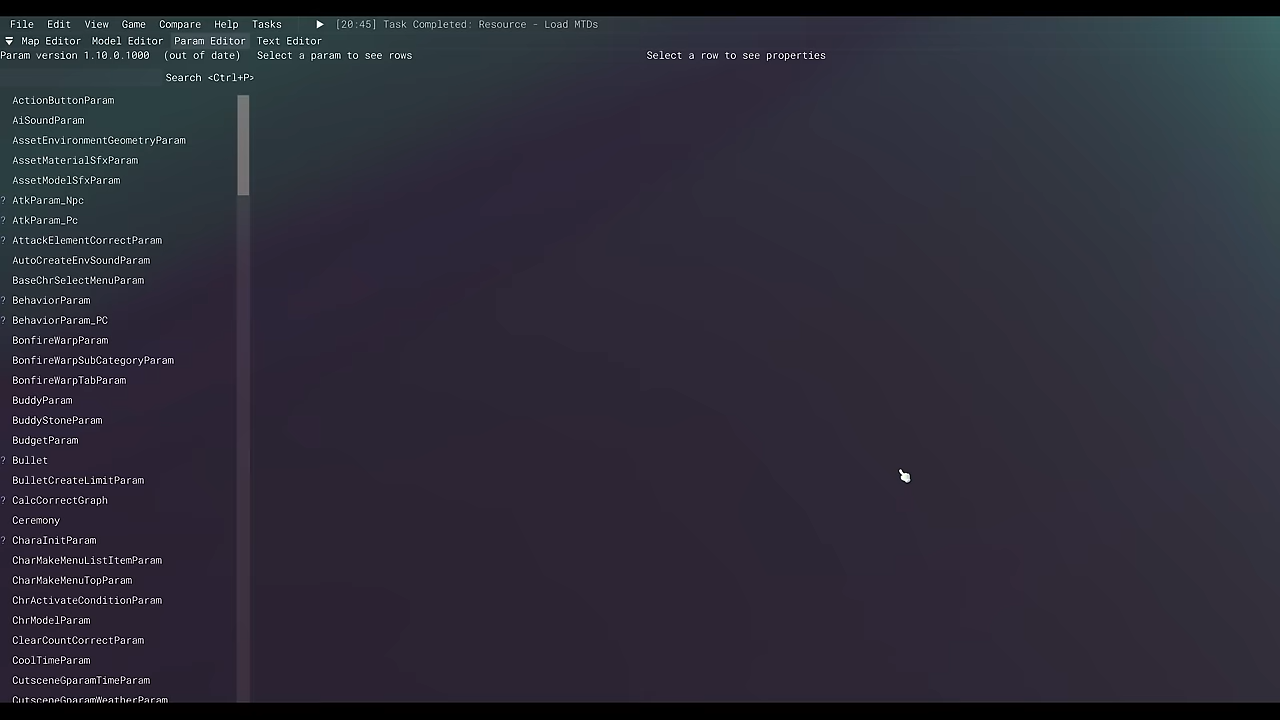 File Edit View Game Compare Help Tasks [20:45] Task Completed: Resource - Load MTDs
Map Editor Model Editor Param Editor Text Editor
Param version 1.10.0.1000 (out of date) Select a param to see rows Select a row to see properties
Search <Ctrl+P>
ActionButtonParam
AiSoundParam
AssetEnvironmentGeometryParam
AssetMaterialSfxParam
AssetModelSfxParam
? AtkParam_Npc
? AtkParam_Pc
? AttackElementCorrectParam
AutoCreateEnvSoundParam
BaseChrSelectMenuParam
? BehaviorParam
? BehaviorParam_PC
BonfireWarpParam
BonfireWarpSubCategoryParam
BonfireWarpTabParam
BuddyParam
BuddyStoneParam
BudgetParam
? Bullet
BulletCreateLimitParam
? CalcCorrectGraph
Ceremony
? CharaInitParam
CharMakeMenuListItemParam
CharMakeMenuTopParam
ChrActivateConditionParam
ChrModelParam
ClearCountCorrectParam
CoolTimeParam
CutsceneGparamTimeParam
CutsceneGparamWeatherParam